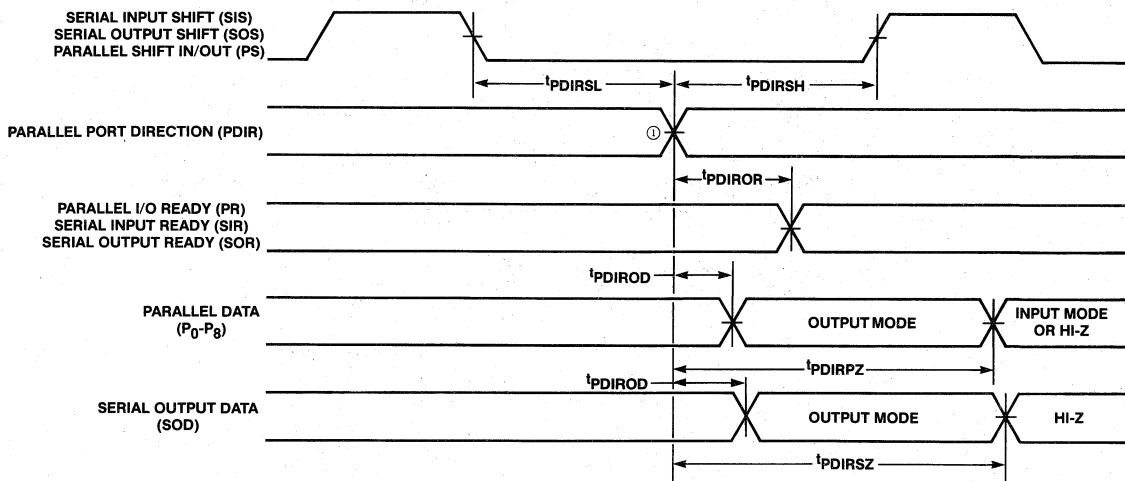 SERIAL INPUT SHIFT (SIS)
SERIAL OUTPUT SHIFT (SOS)
PARALLEL SHIFT IN/OUT (PS)
tPDIRSL
tPDIRSH
PARALLEL PORT DIRECTION (PDIR)
①
tPDIROR
PARALLEL I/O READY (PR)
SERIAL INPUT READY (SIR)
SERIAL OUTPUT READY (SOR)
tPDIROD
PARALLEL DATA
(P0-P8)
OUTPUT MODE
INPUT MODE
OR HI-Z
tPDIRPZ
tPDIROD
SERIAL OUTPUT DATA
(SOD)
OUTPUT MODE
HI-Z
tPDIRSZ